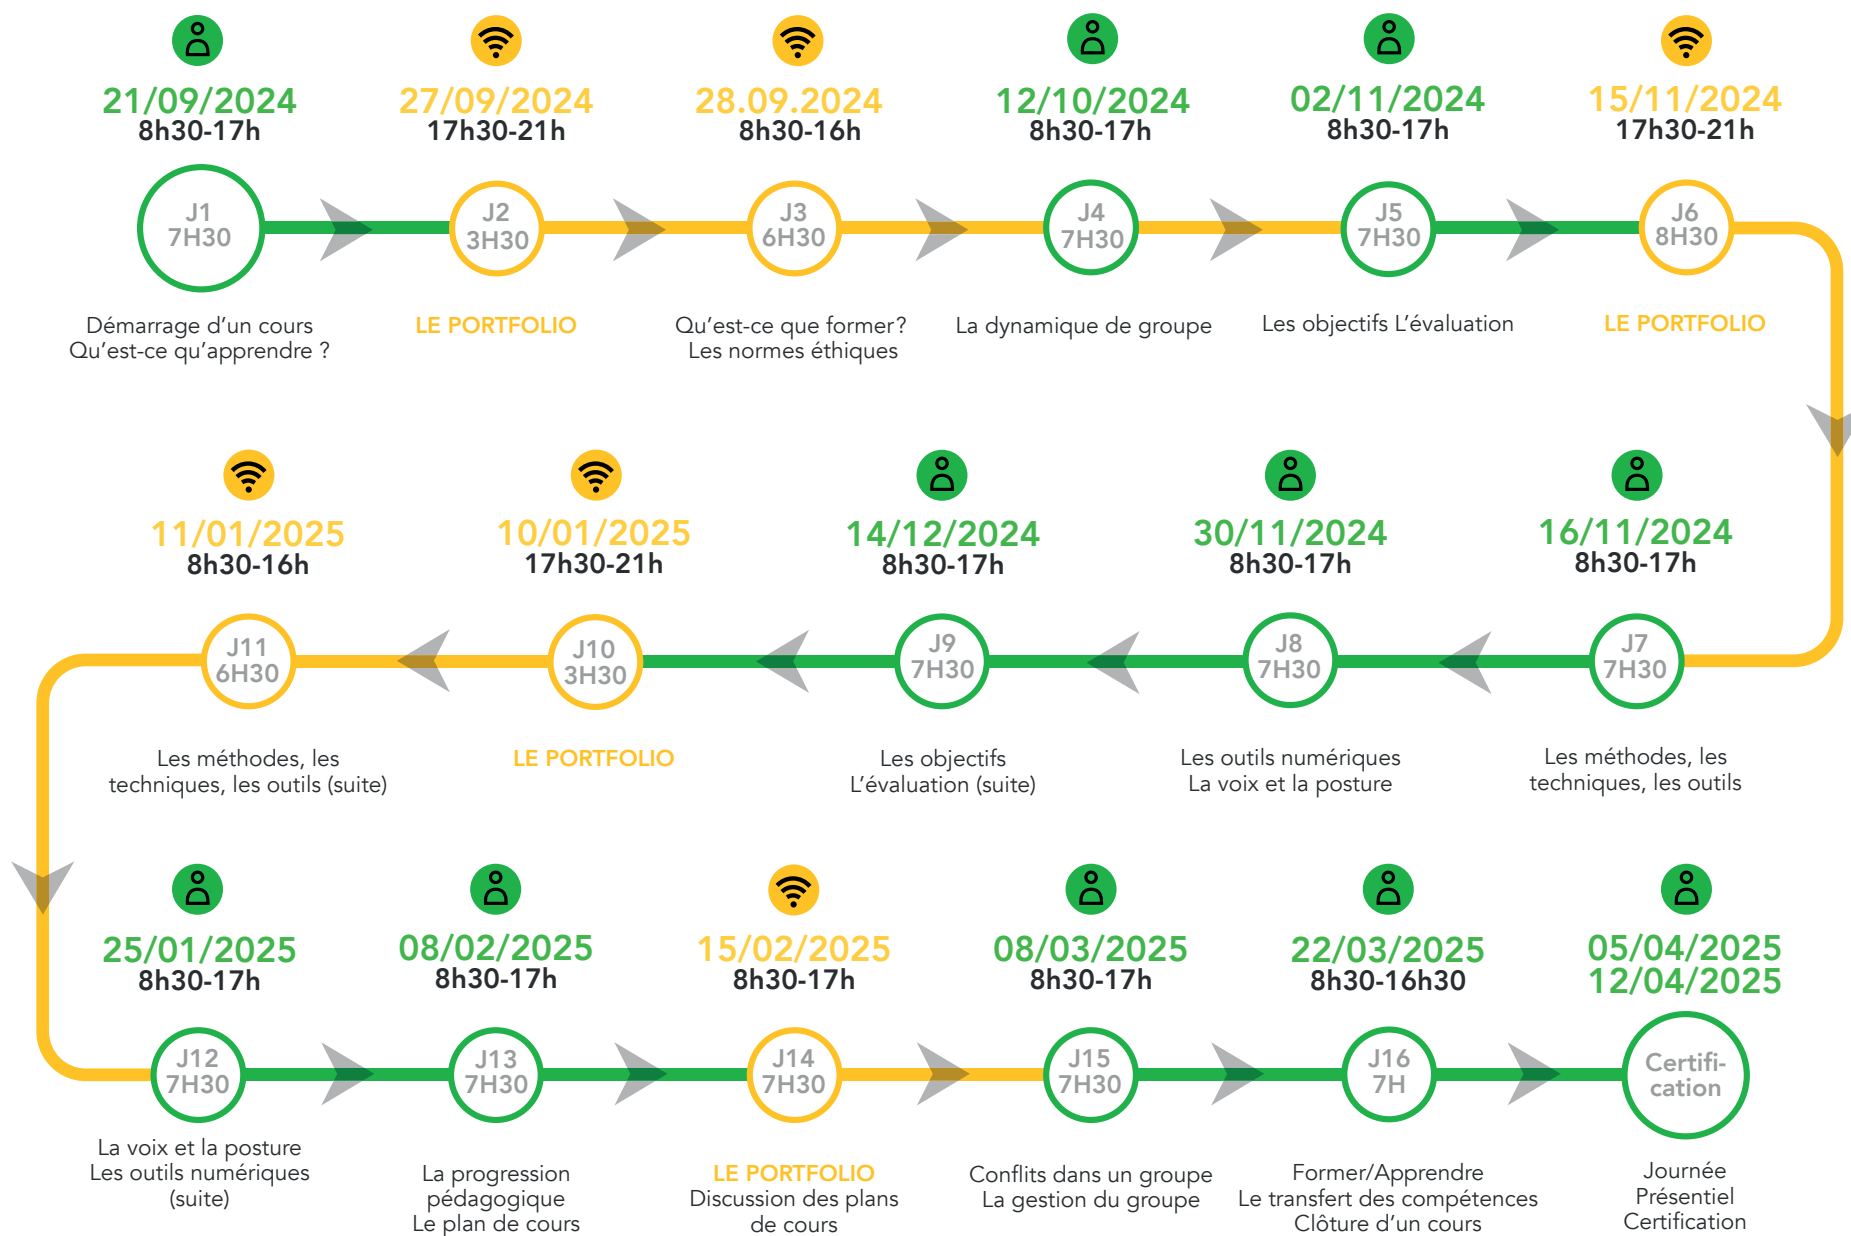 21/09/2024
8h30-17h
27/09/2024
17h30-21h
28.09.2024
8h30-16h
12/10/2024
8h30-17h
02/11/2024
8h30-17h
15/11/2024
17h30-21h
J1
7H30
J2
3H30
J3
6H30
J4
7H30
J5
7H30
J6
8H30
Démarrage d'un cours
Qu'est-ce qu'apprendre ?
LE PORTFOLIO
Qu'est-ce que former?
Les normes éthiques
La dynamique de groupe
Les objectifs L'évaluation
LE PORTFOLIO
11/01/2025
8h30-16h
10/01/2025
17h30-21h
14/12/2024
8h30-17h
30/11/2024
8h30-17h
16/11/2024
8h30-17h
J11
6H30
J10
3H30
J9
7H30
J8
7H30
J7
7H30
Les méthodes, les
techniques, les outils (suite)
LE PORTFOLIO
Les objectifs
L'évaluation (suite)
Les outils numériques
La voix et la posture
Les méthodes, les
techniques, les outils
25/01/2025
8h30-17h
08/02/2025
8h30-17h
15/02/2025
8h30-17h
08/03/2025
8h30-17h
22/03/2025
8h30-16h30
05/04/2025
12/04/2025
J12
7H30
J13
7H30
J14
7H30
J15
7H30
J16
7H
Certifi-
cation
La voix et la posture
Les outils numériques
(suite)
La progression
pédagogique
Le plan de cours
LE PORTFOLIO
Discussion des plans
de cours
Conflits dans un groupe
La gestion du groupe
Former/Apprendre
Le transfert des compétences
Clôture d'un cours
Journée
Présentiel
Certification